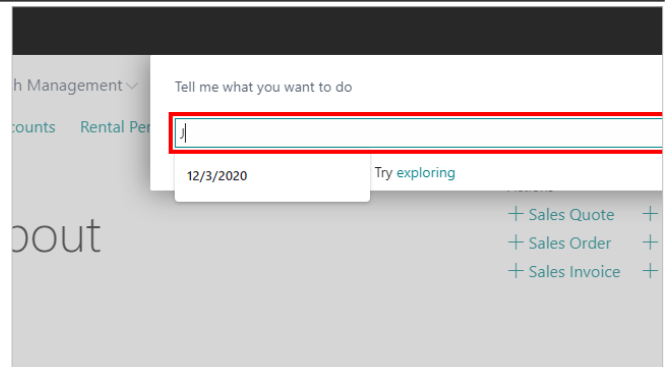 h Management
Tell me what you want to do
counts Rental Per
J
12/3/2020
Try exploring
bout
+ Sales Quote +
+ Sales Order +
+ Sales Invoice +